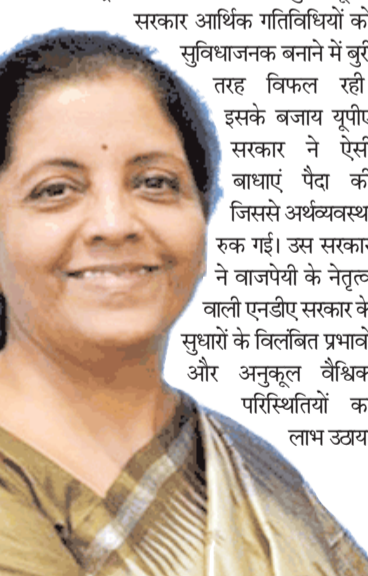 सरकार आर्थिक गतिविधियों को
सुविधाजनक बनाने में बुरी
तरह विफल रही
इसके बजाय यूपीए
सरकार ने ऐसी
बाधाएं पैदा की
जिससे अर्थव्यवस्थ
रुक गई। उस सरकार
ने वाजपेयी के नेतृत्व
वाली एनडीए सरकार के
सुधारों के विलंबित प्रभावों
और अनुकूल वैश्विक
परिस्थितियों क
लाभ उठाय